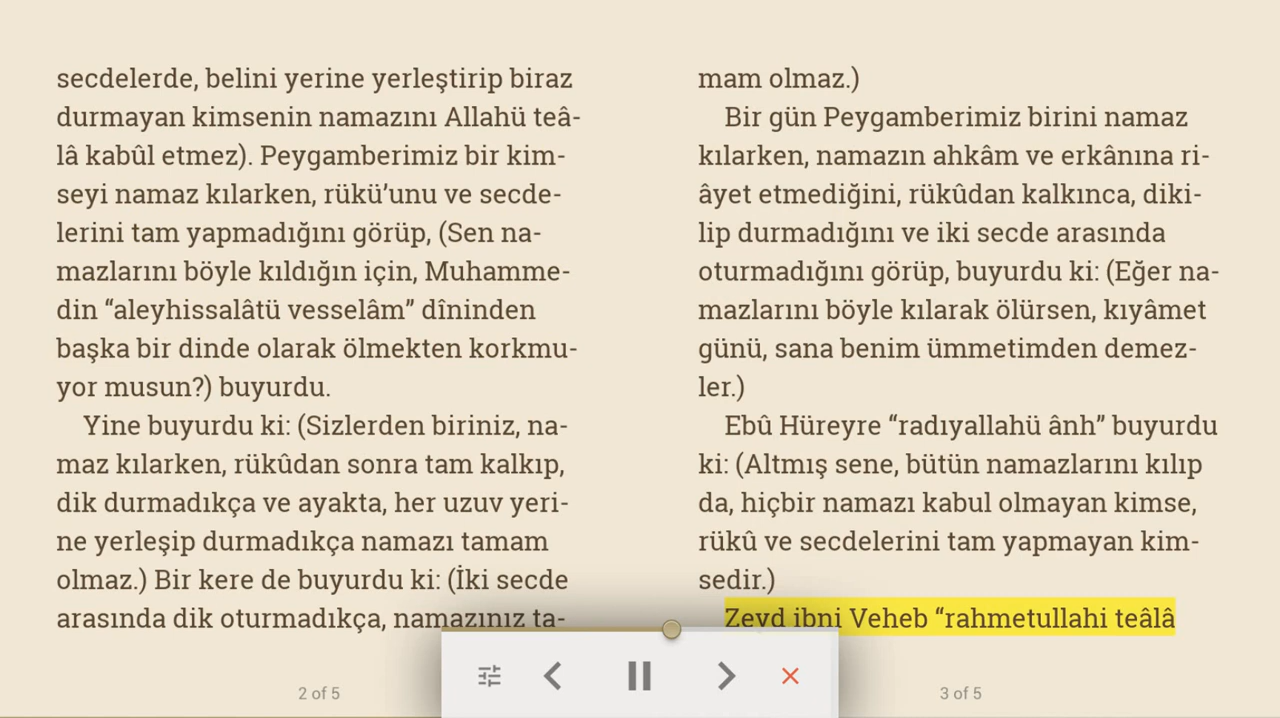 secdelerde, belini yerine yerleştirip biraz
durmayan kimsenin namazını Allahü teâ-
lâ kabûl etmez). Peygamberimiz bir kim-
seyi namaz kılarken, rükü’unu ve secde-
lerini tam yapmadığını görüp, (Sen na-
mazlarını böyle kıldığın için, Muhamme-
din “aleyhissalâtü vesselâm” dîninden
başka bir dinde olarak ölmekten korkmu-
yor musun?) buyurdu.
Yine buyurdu ki: (Sizlerden biriniz, na-
maz kılarken, rükûdan sonra tam kalkıp,
dik durmadıkça ve ayakta, her uzuv yeri-
ne yerleşip durmadıkça namazı tamam
olmaz.) Bir kere de buyurdu ki: (İki secde
arasında dik oturmadıkça, namazınız ta-
2 of 5
mam olmaz.)
Bir gün Peygamberimiz birini namaz
kılarken, namazın ahkâm ve erkânına ri-
âyet etmediğini, rükûdan kalkınca, diki-
lip durmadığını ve iki secde arasında
oturmadığını görüp, buyurdu ki: (Eğer na-
mazlarını böyle kılarak ölürsen, kıyâmet
günü, sana benim ümmetimden demez-
ler.)
Ebû Hüreyre “radıyallahü ânh” buyurdu
ki: (Altmış sene, bütün namazlarını kılıp
da, hiçbir namazı kabul olmayan kimse,
rükû ve secdelerini tam yapmayan kim-
sedir.)
Zeyd ibni Veheb “rahmetullahi teâlâ
3 of 5